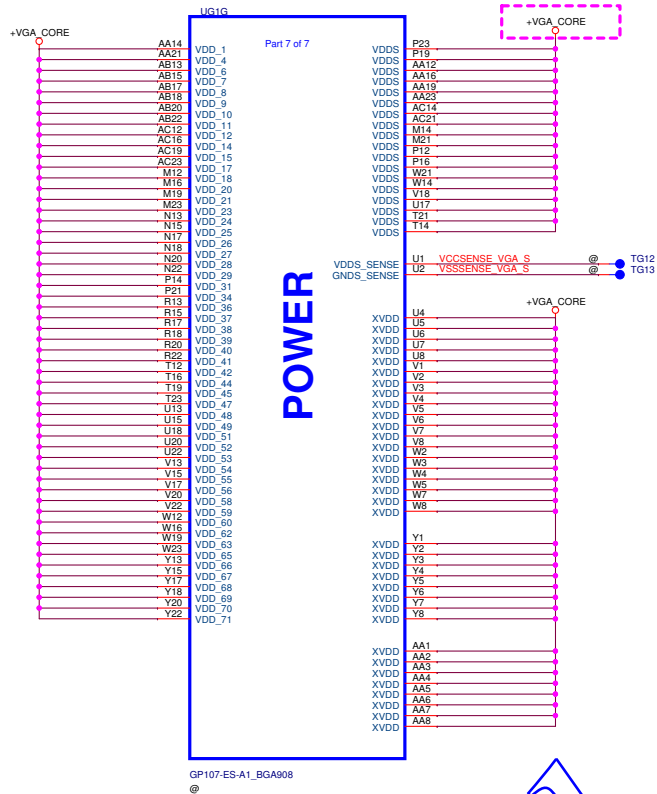 UG1G
Part 7 of 7
+VGA_CORE
AA14 VDD_1
AA21 VDD_4
AB13 VDD_6
AB15 VDD_7
AB17 VDD_8
AB18 VDD_9
AB20 VDD_10
AB22 VDD_11
AC12 VDD_12
AC16 VDD_14
AC19 VDD_15
AC23 VDD_17
M12 VDD_18
M16 VDD_20
M19 VDD_21
M23 VDD_23
N13 VDD_24
N15 VDD_25
N17 VDD_26
N18 VDD_27
N20 VDD_28
N22 VDD_29
P14 VDD_31
P21 VDD_34
R13 VDD_36
R15 VDD_37
R17 VDD_38
R18 VDD_39
R20 VDD_40
R22 VDD_41
T12 VDD_42
T16 VDD_44
T19 VDD_45
T23 VDD_47
U13 VDD_48
U15 VDD_49
U18 VDD_51
U20 VDD_52
U22 VDD_53
V13 VDD_54
V15 VDD_55
V17 VDD_56
V20 VDD_58
V22 VDD_59
W12 VDD_60
W16 VDD_62
W19 VDD_63
W23 VDD_65
Y13 VDD_66
Y15 VDD_67
Y17 VDD_68
Y18 VDD_69
Y20 VDD_70
Y22 VDD_71
POWER
+VGA_CORE
VDDS P23
VDDS P19
VDDS AA12
VDDS AA16
VDDS AA19
VDDS AA23
VDDS AC14
VDDS AC21
VDDS M14
VDDS M21
VDDS P12
VDDS P16
VDDS W21
VDDS W14
VDDS V18
VDDS U17
VDDS T21
VDDS T14
VDDS_SENSE U1 VCCSENSE_VGA_S @ TG12
GNDS_SENSE U2 VSSSENSE_VGA_S @ TG13
+VGA_CORE
XVDD U4
XVDD U5
XVDD U6
XVDD U7
XVDD U8
XVDD V1
XVDD V2
XVDD V3
XVDD V4
XVDD V5
XVDD V6
XVDD V7
XVDD V8
XVDD W2
XVDD W3
XVDD W4
XVDD W5
XVDD W7
XVDD W8
XVDD Y1
XVDD Y2
XVDD Y3
XVDD Y4
XVDD Y5
XVDD Y6
XVDD Y7
XVDD Y8
XVDD AA1
XVDD AA2
XVDD AA3
XVDD AA4
XVDD AA5
XVDD AA6
XVDD AA7
XVDD AA8
GP107-ES-A1_BGA908
@